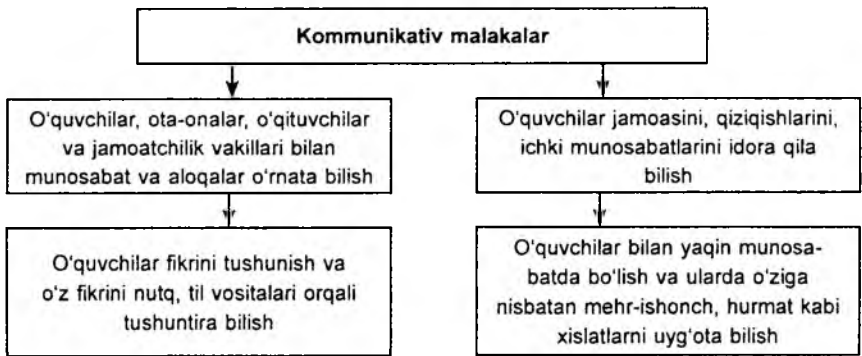 Kommunikativ malakalar
O‘quvchilar, ota-onalar, o‘qituvchilar
va jamoatchilik vakillari bilan
munosabat va aloqalar o‘rnata bilish
O‘quvchilar jamoasini, qiziqishlarini,
ichki munosabatlarini idora qila
bilish
O‘quvchilar fikrini tushunish va
o‘z fikrini nutq, til vositalari orqali
tushuntira bilish
O‘quvchilar bilan yaqin munosa-
batda bo‘lish va ularda o‘ziga
nisbatan mehr-ishonch, hurmat kabi
xislatlarni uyg‘ota bilish